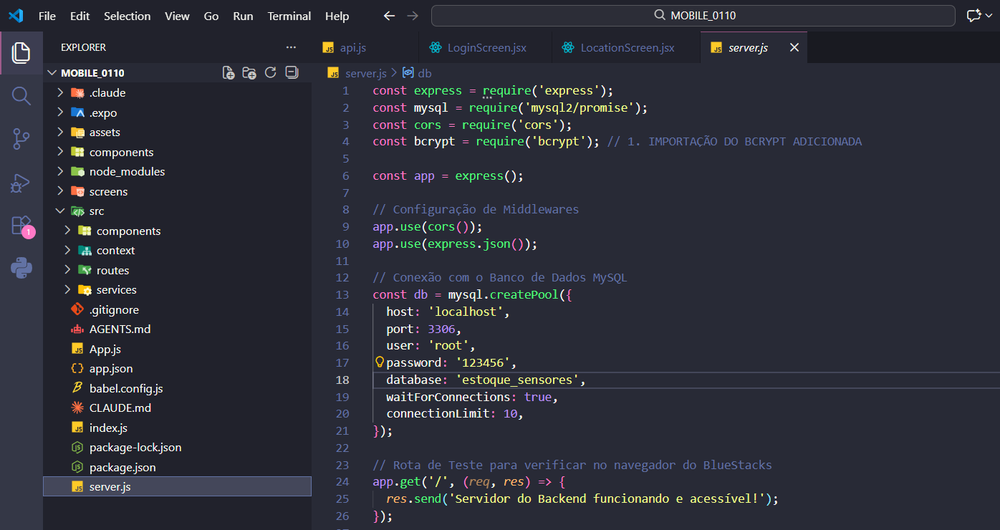 File Edit Selection View Go Run Terminal Help
MOBILE_0110
EXPLORER
MOBILE_0110
.claude
.expo
assets
components
node_modules
screens
src
components
context
routes
services
.gitignore
AGENTS.md
App.js
app.json
babel.config.js
CLAUDE.md
index.js
package-lock.json
package.json
server.js
1
api.js LoginScreen.jsx LocationScreen.jsx server.js
server.js > db
1 const express = require('express');
2 const mysql = require('mysql2/promise');
3 const cors = require('cors');
4 const bcrypt = require('bcrypt'); // 1. IMPORTAÇÃO DO BCRYPT ADICIONADA
5
6 const app = express();
7
8 // Configuração de Middlewares
9 app.use(cors());
10 app.use(express.json());
11
12 // Conexão com o Banco de Dados MySQL
13 const db = mysql.createPool({
14 host: 'localhost',
15 port: 3306,
16 user: 'root',
17 password: '123456',
18 database: 'estoque_sensores',
19 waitForConnections: true,
20 connectionLimit: 10,
21 });
22
23 // Rota de Teste para verificar no navegador do BlueStacks
24 app.get('/', (req, res) => {
25 res.send('Servidor do Backend funcionando e acessível!');
26 });